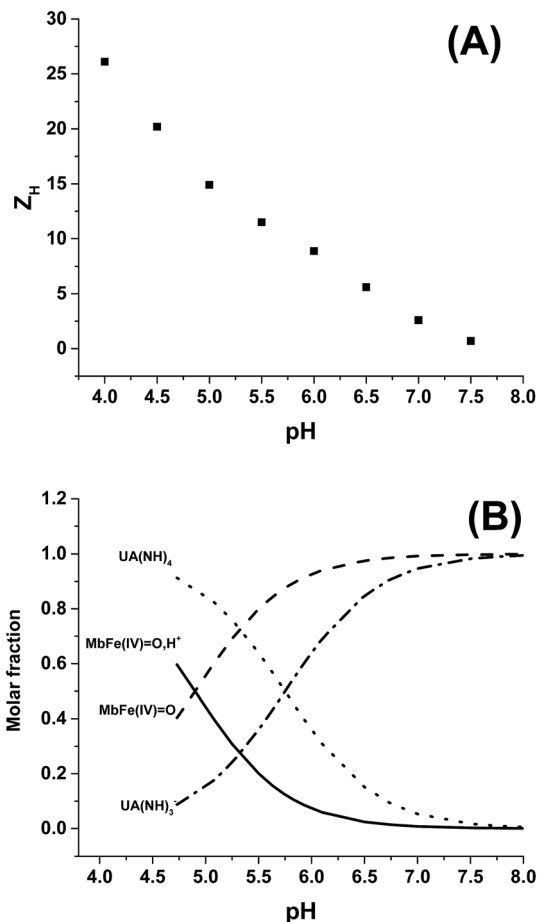 (A)
30
25
20
15
10
5
0
Z_H
4.0 4.5 5.0 5.5 6.0 6.5 7.0 7.5 8.0
pH
(B)
1.2
1.0
0.8
0.6
0.4
0.2
0.0
Molar fraction
UA(NH)4
MbFe(IV)=O,H+
MbFe(IV)=O
UA(NH)3-
4.0 4.5 5.0 5.5 6.0 6.5 7.0 7.5 8.0
pH